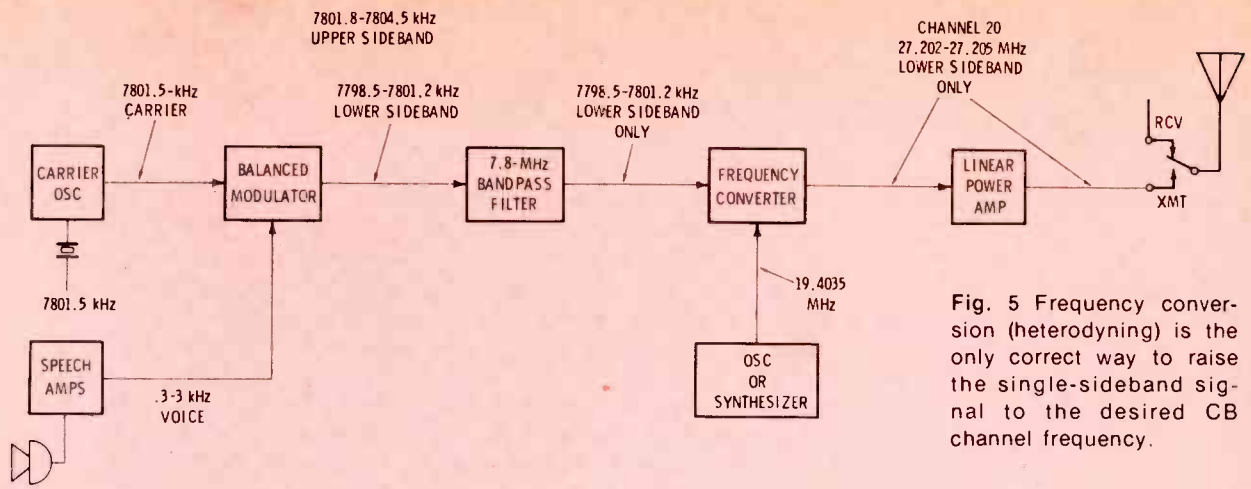 7801.8-7804.5 kHz
UPPER SIDEBAND
7801.5-kHz
CARRIER
7798.5-7801.2 kHz
LOWER SIDEBAND
7798.5-7801.2 kHz
LOWER SIDEBAND
ONLY
CHANNEL 20
27.202-27.205 MHz
LOWER SIDEBAND
ONLY
RCV
XMT
CARRIER
OSC
BALANCED
MODULATOR
7.8-MHz
BANDPASS
FILTER
FREQUENCY
CONVERTER
LINEAR
POWER
AMP
7801.5 kHz
19.4035
MHz
SPEECH
AMPS
.3-3 kHz
VOICE
OSC
OR
SYNTHESIZER
Fig. 5 Frequency conver-
sion (heterodyning) is the
only correct way to raise
the single-sideband sig-
nal to the desired CB
channel frequency.